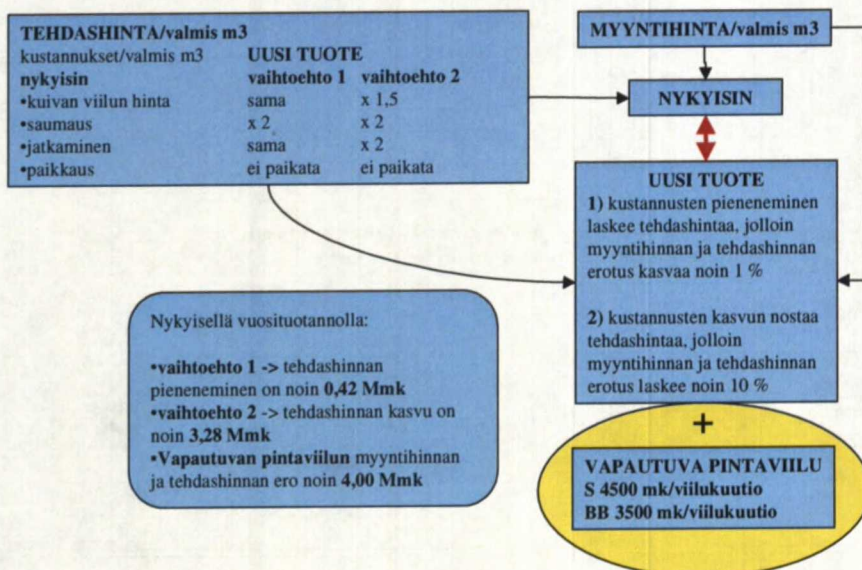 TEHDASHINTA/valmis m3
kustannukset/valmis m3 UUSI TUOTE
nykyisin vaihtoehto 1 vaihtoehto 2
•kuivan viilun hinta sama x 1,5
•saumaus x 2 x 2
•jatkaminen sama x 2
•paikkaus ei paikata ei paikata
MYYNTIHINTA/valmis m3
NYKYISIN
UUSI TUOTE
1) kustannusten pieneneminen
laskee tehdashintaa, jolloin
myyntihinnan ja tehdashinnan
erotus kasvaa noin 1 %
2) kustannusten kasvun nostaa
tehdashintaa, jolloin
myyntihinnan ja tehdashinnan
erotus laskee noin 10 %
Nykyisellä vuosituotannolla:
•vaihtoehto 1 -> tehdashinnan
pieneneminen on noin 0,42 Mmk
•vaihtoehto 2 -> tehdashinnan kasvu on
noin 3,28 Mmk
•Vapautuvan pintaviilun myyntihinnan
ja tehdashinnan ero noin 4,00 Mmk
+
VAPAUTUVA PINTAVIILU
S 4500 mk/viilukuutio
BB 3500 mk/viilukuutio